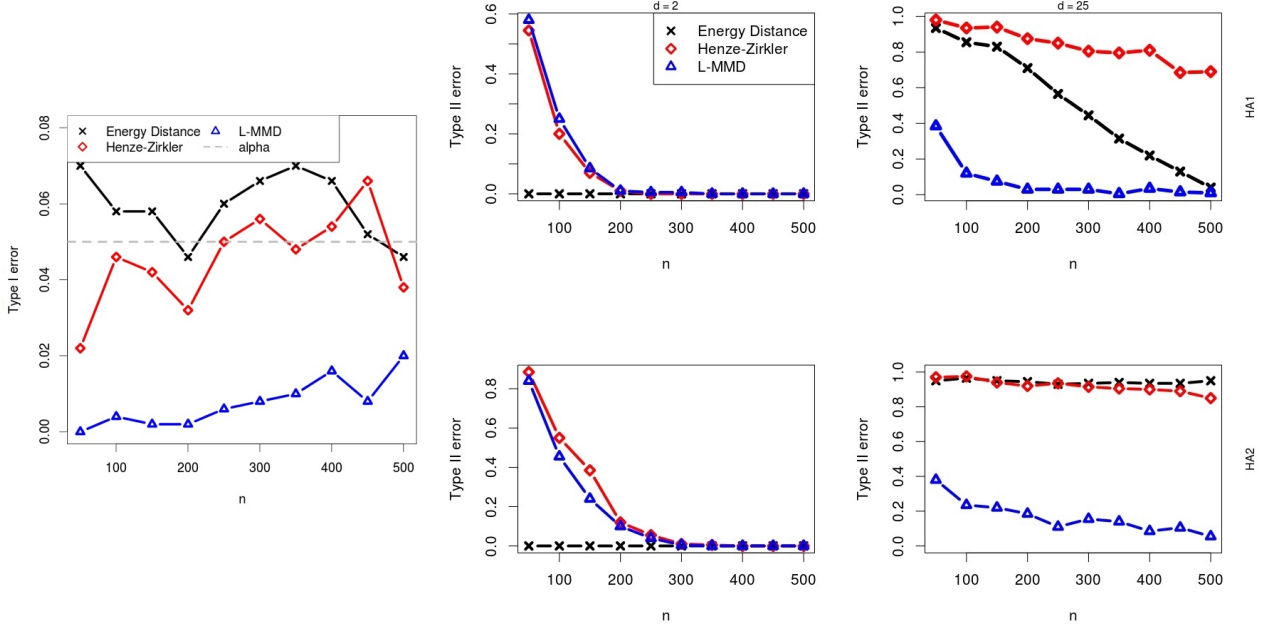 Energy Distance
Henze-Zirkler
L-MMD
alpha
Type I error
0.00
0.02
0.04
0.06
0.08
100
200
300
400
500
n
d = 2
Energy Distance
Henze-Zirkler
L-MMD
Type II error
0.0
0.2
0.4
0.6
100
200
300
400
500
n
d = 25
Type II error
0.0
0.2
0.4
0.6
0.8
1.0
100
200
300
400
500
n
HA1
Type II error
0.0
0.2
0.4
0.6
0.8
100
200
300
400
500
n
Type II error
0.0
0.2
0.4
0.6
0.8
1.0
100
200
300
400
500
n
HA2